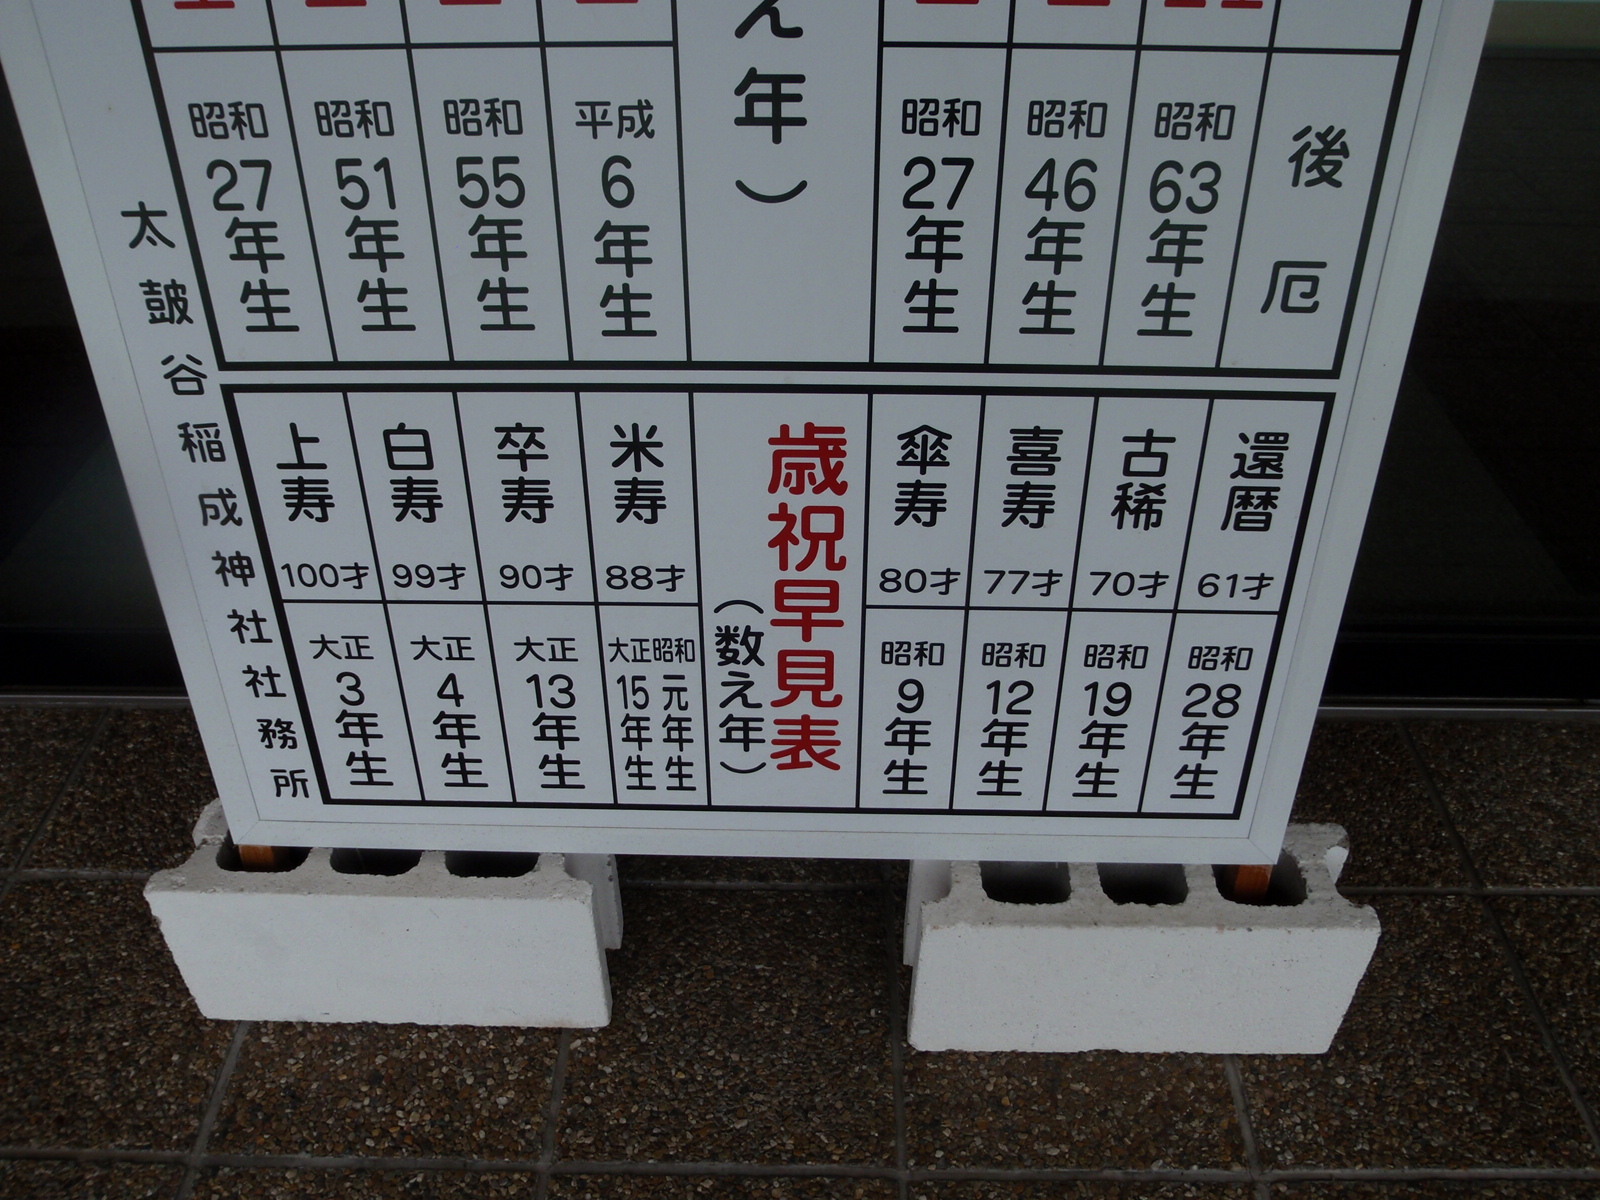 後厄
昭和63年生
昭和46年生
昭和27年生
え年）
平成6年生
昭和55年生
昭和51年生
昭和27年生
還暦 61才
昭和28年生
古稀 70才
昭和19年生
喜寿 77才
昭和12年生
傘寿 80才
昭和9年生
歳祝早見表
（数え年）
米寿 88才
昭和元年生
大正15年生
卒寿 90才
大正13年生
白寿 99才
大正4年生
上寿 100才
大正3年生
太皷谷稲成神社社務所